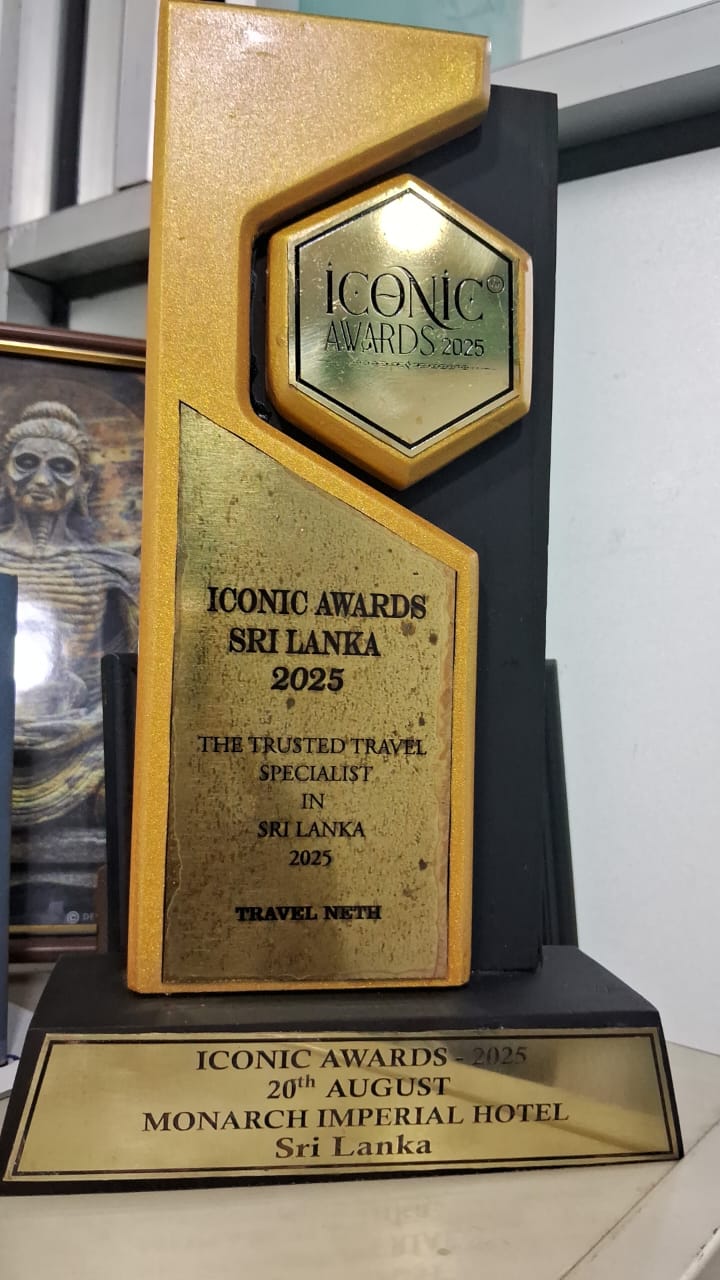 ICONIC
AWARDS 2025
ICONIC AWARDS
SRI LANKA
2025
THE TRUSTED TRAVEL
SPECIALIST
IN
SRI LANKA
2025
TRAVEL NETH
ICONIC AWARDS - 2025
20th AUGUST
MONARCH IMPERIAL HOTEL
Sri Lanka